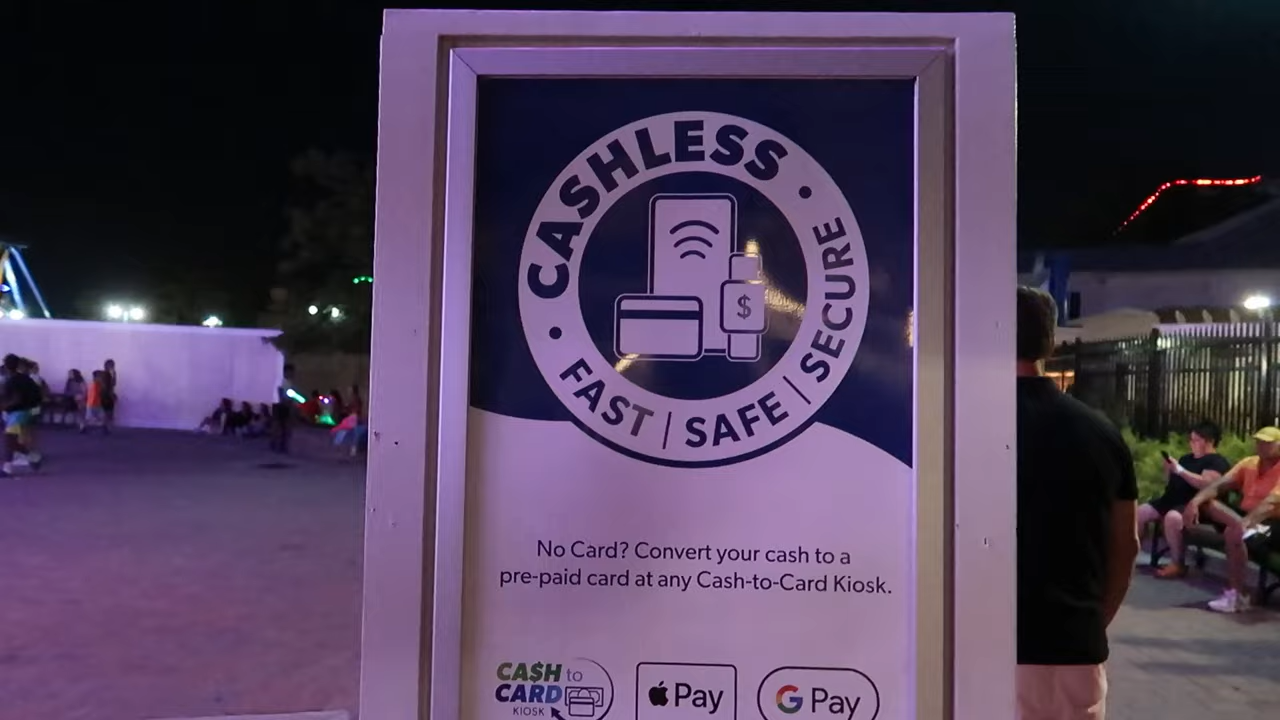 CASHLESS
FAST | SAFE | SECURE
$
No Card? Convert your cash to a
pre-paid card at any Cash-to-Card Kiosk.
CA$H to
CARD
KIOSK
Pay
G Pay